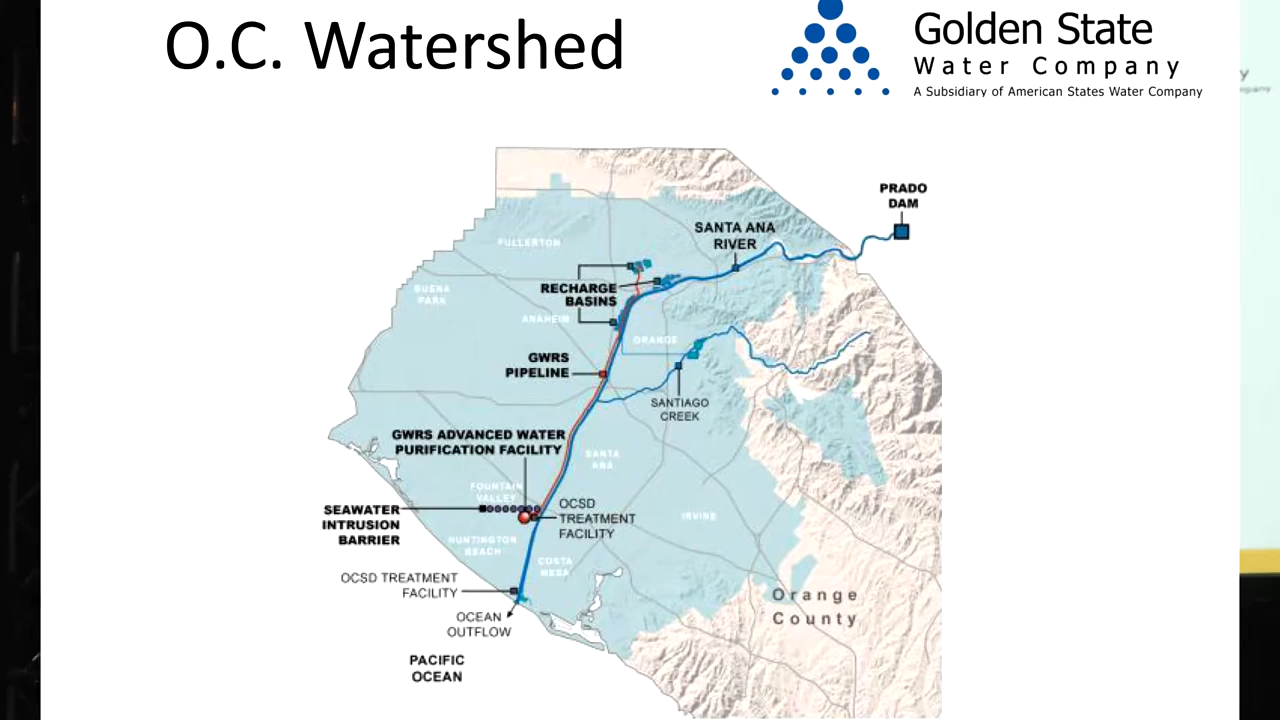 O.C. Watershed
Golden State
Water Company
A Subsidiary of American States Water Company
PRADO
DAM
SANTA ANA
RIVER
FULLERTON
RECHARGE
BASINS
BUENA
PARK
ANAHEIM
ORANGE
GWRS
PIPELINE
SANTIAGO
CREEK
GWRS ADVANCED WATER
PURIFICATION FACILITY
SANTA
ANA
FOUNTAIN
VALLEY
SEAWATER
INTRUSION
BARRIER
OCSD
TREATMENT
FACILITY
IRVINE
HUNTINGTON
BEACH
COSTA
MESA
OCSD TREATMENT
FACILITY
OCEAN
OUTFLOW
Orange
County
PACIFIC
OCEAN